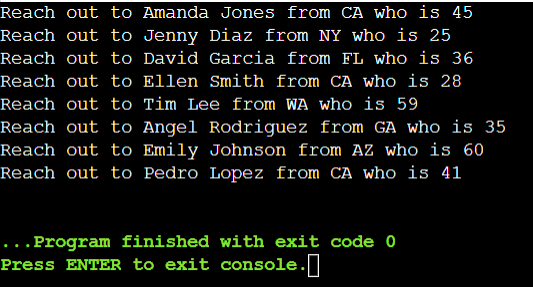 Reach out to Amanda Jones from CA who is 45
Reach out to Jenny Diaz from NY who is 25
Reach out to David Garcia from FL who is 36
Reach out to Ellen Smith from CA who is 28
Reach out to Tim Lee from WA who is 59
Reach out to Angel Rodriguez from GA who is 35
Reach out to Emily Johnson from AZ who is 60
Reach out to Pedro Lopez from CA who is 41
...Program finished with exit code 0
Press ENTER to exit console.